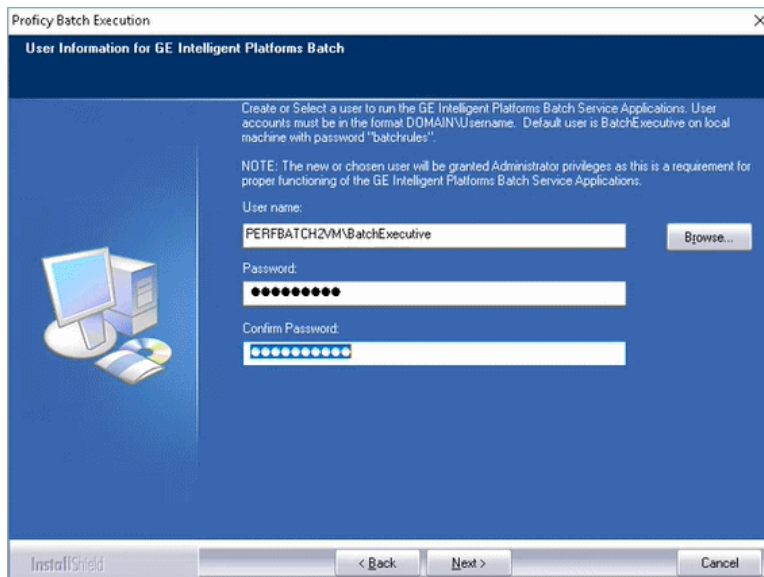 Proficy Batch Execution
User Information for GE Intelligent Platforms Batch
Create or Select a user to run the GE Intelligent Platforms Batch Service Applications. User
accounts must be in the format DOMAIN\Username. Default user is BatchExecutive on local
machine with password "batchrules".
NOTE: The new or chosen user will be granted Administrator privileges as this is a requirement for
proper functioning of the GE Intelligent Platforms Batch Service Applications.
User name:
PERFBATCH2VM\BatchExecutive
Browse...
Password:
Confirm Password:
InstallShield
< Back
Next >
Cancel